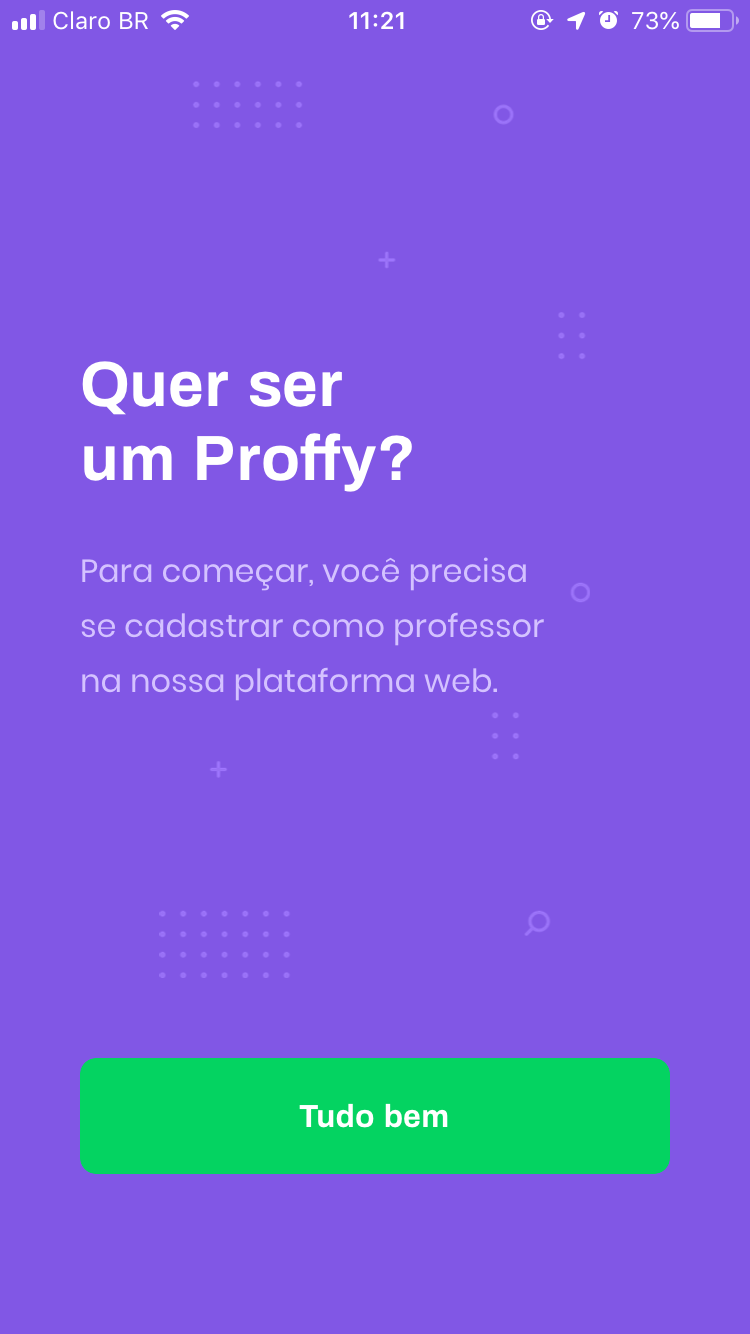 Claro BR 11:21 73%
Quer ser
um Proffy?
Para começar, você precisa
se cadastrar como professor
na nossa plataforma web.
Tudo bem